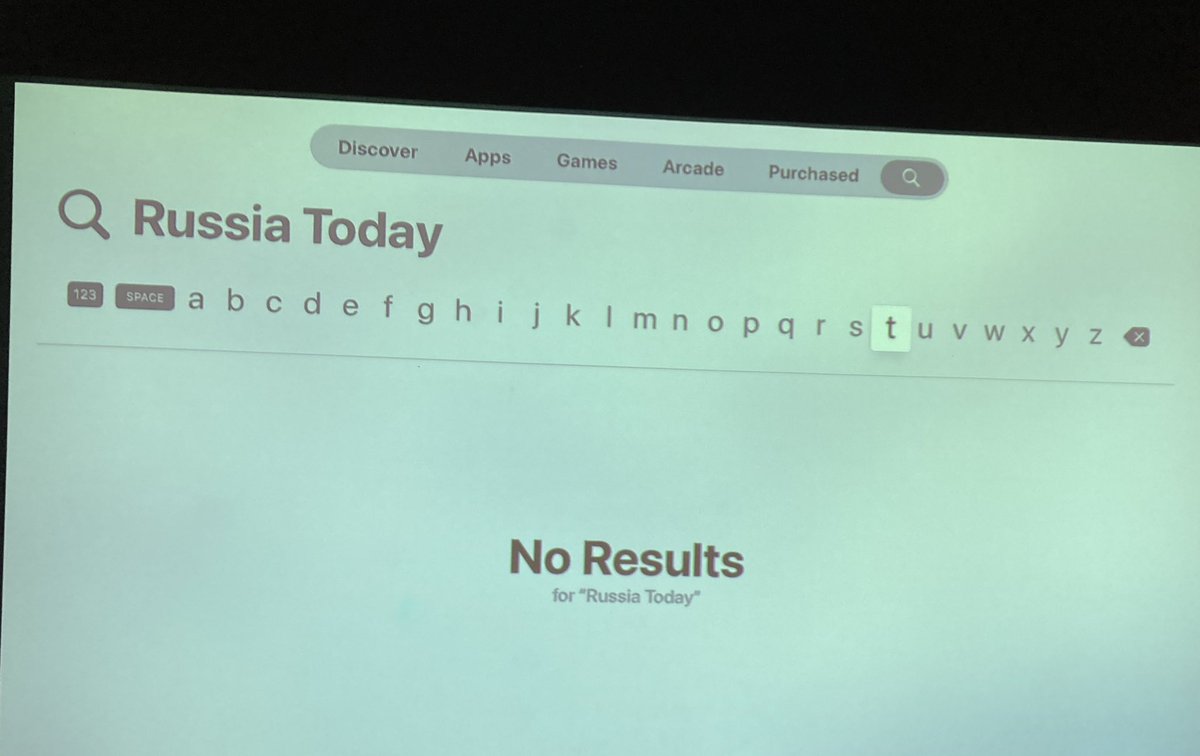 Discover Apps Games Arcade Purchased
Russia Today
123 SPACE a b c d e f g h i j k l m n o p q r s t u v w x y z
No Results
for “Russia Today”